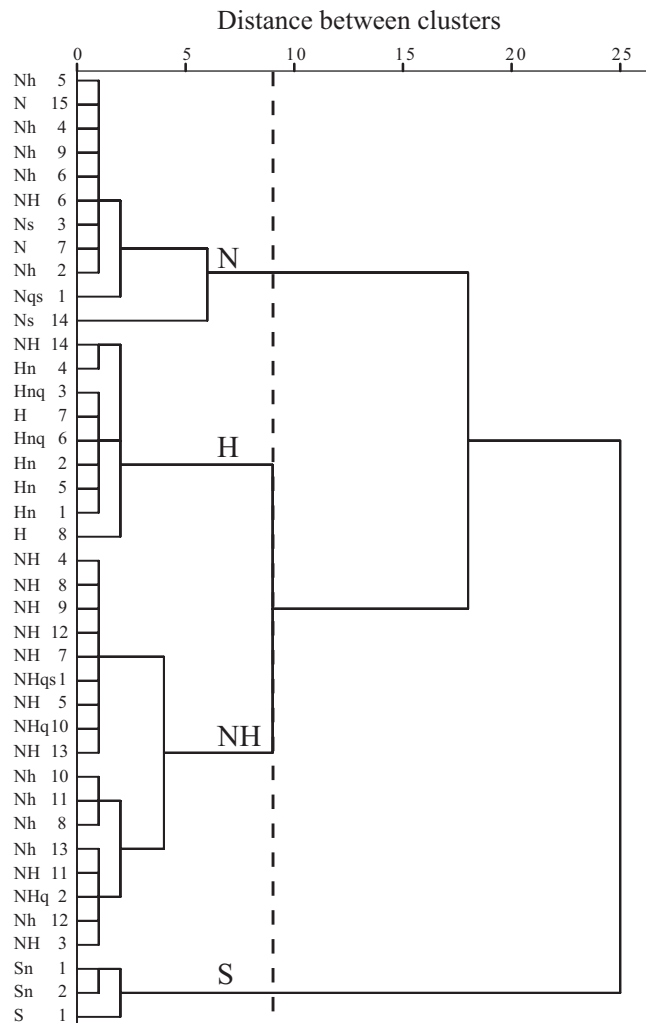 Distance between clusters
0 5 10 15 20 25
Nh 5
N 15
Nh 4
Nh 9
Nh 6
NH 6
Ns 3
N 7
N
Nh 2
Nqs 1
Ns 14
NH 14
Hn 4
Hnq 3
H 7
Hnq 6
H
Hn 2
Hn 5
Hn 1
H 8
NH 4
NH 8
NH 9
NH 12
NH 7
NHqs 1
NH 5
NHq 10
NH
NH 13
Nh 10
Nh 11
Nh 8
Nh 13
NH 11
NHq 2
Nh 12
NH 3
Sn 1
S
Sn 2
S 1